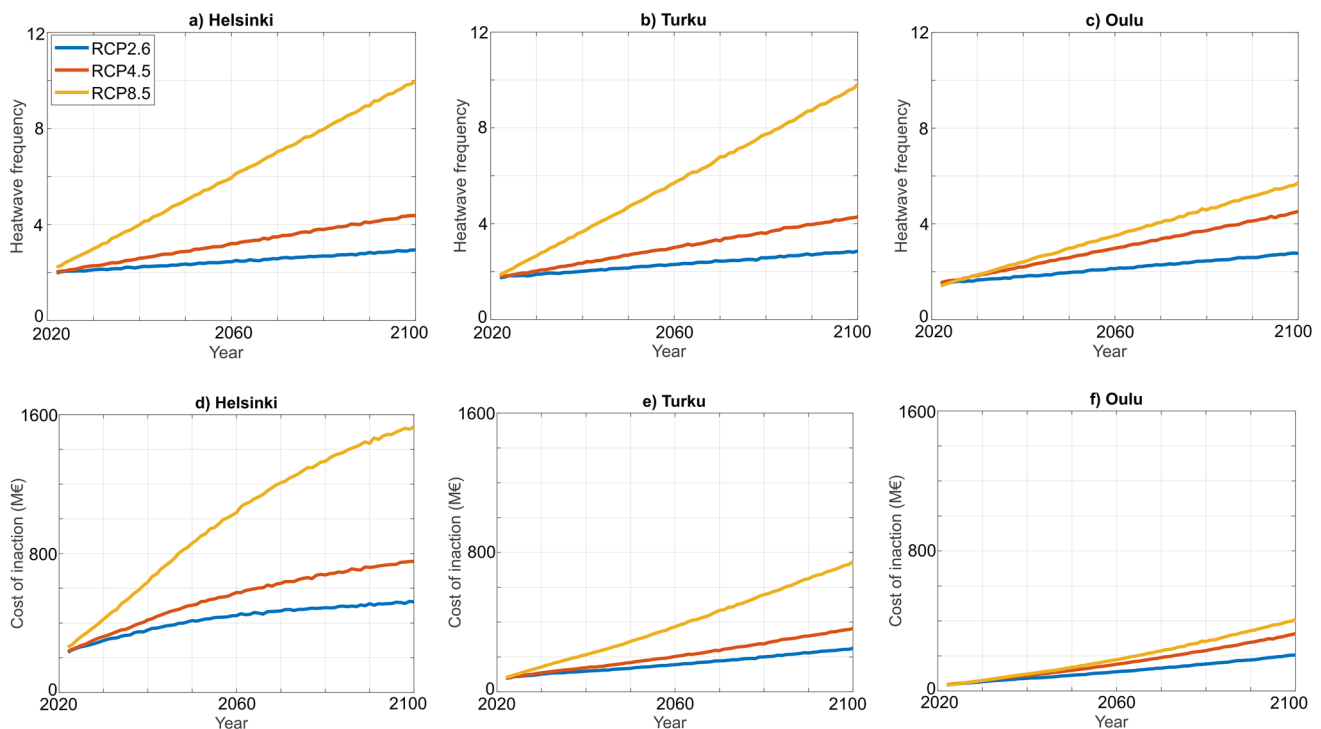 a) Helsinki
12
8
4
0
Heatwave frequency
RCP2.6
RCP4.5
RCP8.5
2020
2060
2100
Year
b) Turku
12
8
4
0
Heatwave frequency
2020
2060
2100
Year
c) Oulu
12
8
4
0
Heatwave frequency
2020
2060
2100
Year
d) Helsinki
1600
800
0
Cost of inaction (M€)
2020
2060
2100
Year
e) Turku
1600
800
0
Cost of inaction (M€)
2020
2060
2100
Year
f) Oulu
1600
800
0
Cost of inaction (M€)
2020
2060
2100
Year